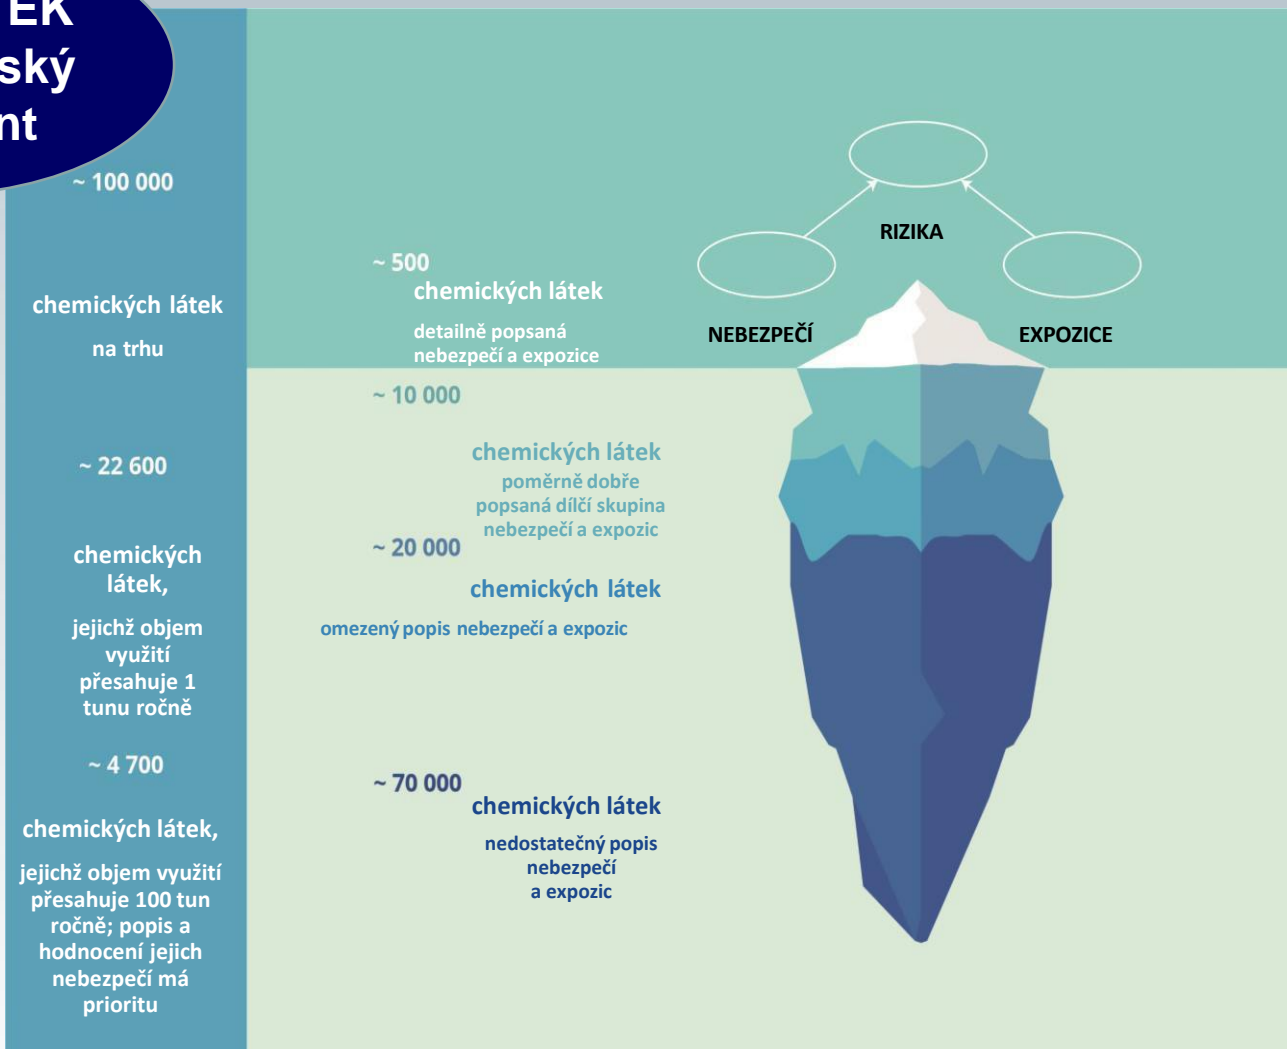 EK
ský
nt
~ 100 000
chemických látek
na trhu
~ 22 600
chemických
látek,
jejichž objem
využití
přesahuje 1
tunu ročně
~ 4 700
chemických látek,
jejichž objem využití
přesahuje 100 tun
ročně; popis a
hodnocení jejich
nebezpečí má
prioritu
~ 500
chemických látek
detailně popsaná
nebezpečí a expozice
~ 10 000
chemických látek
poměrně dobře
popsaná dílčí skupina
nebezpečí a expozic
~ 20 000
chemických látek
omezený popis nebezpečí a expozic
~ 70 000
chemických látek
nedostatečný popis
nebezpečí
a expozic
RIZIKA
NEBEZPEČÍ
EXPOZICE